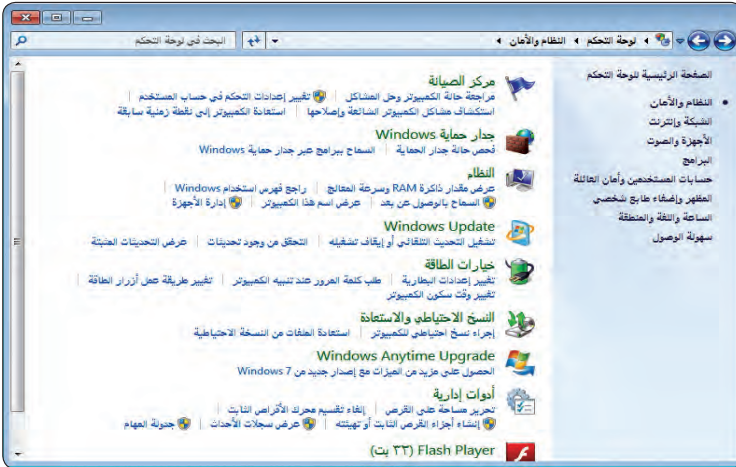 لوحة التحكم ◂ النظام والأمان ◂
البحث في لوحة التحكم
الصفحة الرئيسية للوحة التحكم
النظام والأمان
الشبكة وإنترنت
الأجهزة والصوت
البرامج
حسابات المستخدمين وأمان العائلة
المظهر وإضفاء طابع شخصي
الساعة واللغة والمنطقة
سهولة الوصول
مركز الصيانة
مراجعة حالة الكمبيوتر وحل المشاكل | تغيير إعدادات التحكم في حساب المستخدم |
استكشاف مشاكل الكمبيوتر الشائعة وإصلاحها | استعادة الكمبيوتر إلى نقطة زمنية سابقة
جدار حماية Windows
فحص حالة جدار الحماية | السماح ببرامج عبر جدار حماية Windows
النظام
عرض مقدار ذاكرة RAM وسرعة المعالج | راجع فهرس استخدام Windows |
السماح بالوصول عن بعد | عرض اسم هذا الكمبيوتر | إدارة الأجهزة
Windows Update
تشغيل التحديث التلقائي أو إيقاف تشغيله | التحقق من وجود تحديثات | عرض التحديثات المثبتة
خيارات الطاقة
تغيير إعدادات البطارية | طلب كلمة المرور عند تنبيه الكمبيوتر | تغيير طريقة عمل أزرار الطاقة |
تغيير وقت سكون الكمبيوتر
النسخ الاحتياطي والاستعادة
إجراء نسخ احتياطي للكمبيوتر | استعادة الملفات من النسخة الاحتياطية
Windows Anytime Upgrade
الحصول على مزيد من الميزات مع إصدار جديد من Windows 7
أدوات إدارية
تحرير مساحة على القرص | إلغاء تقسيم محرك الأقراص الثابت |
إنشاء أجزاء القرص الثابت أو تهيئته | عرض سجلات الأحداث | جدولة المهام
Flash Player (٣٢ بت)